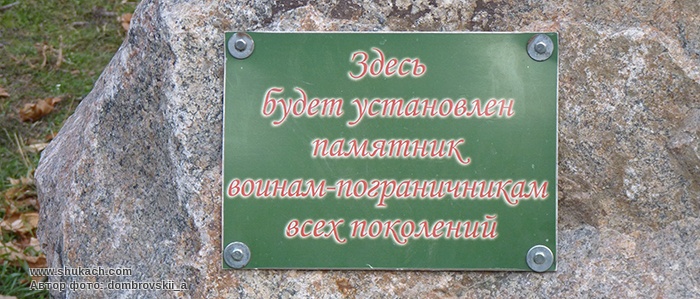 Здесь
будет установлен
памятник
воинам-пограничникам
всех поколений
www.shukach.com
Автор фото: dombrovskii_a